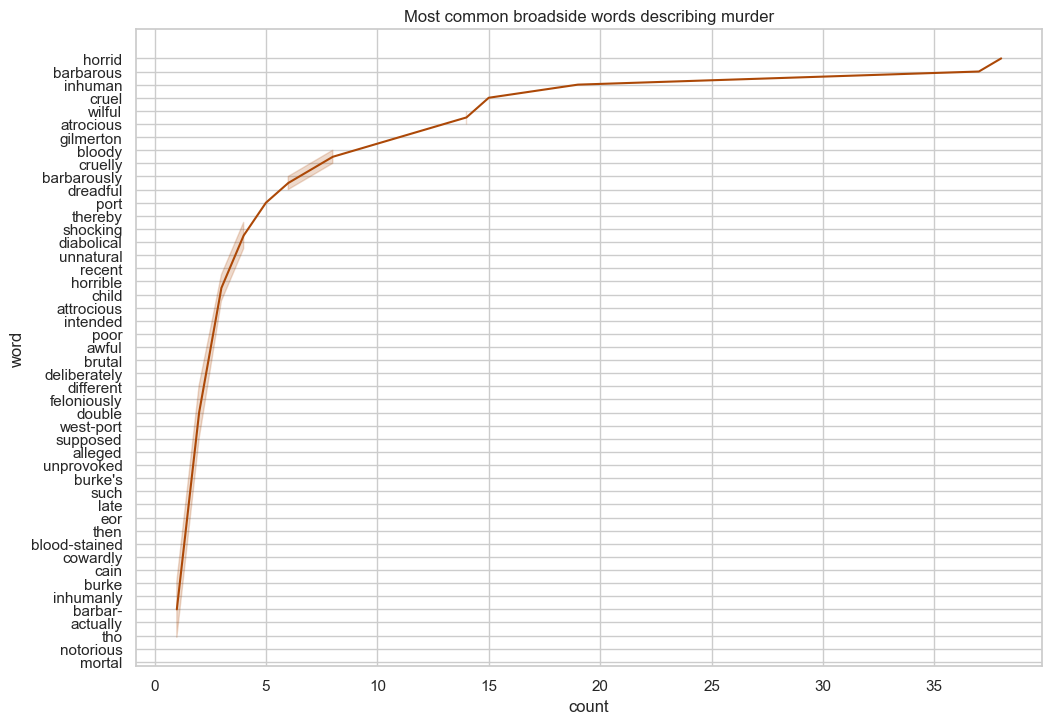 Most common broadside words describing murder
horrid
barbarous
inhuman
cruel
wilful
atrocious
gilmerton
bloody
cruelly
barbarously
dreadful
port
thereby
shocking
diabolical
unnatural
recent
horrible
child
attrocious
intended
poor
awful
brutal
deliberately
different
feloniously
double
west-port
supposed
alleged
unprovoked
burke's
such
late
eor
then
blood-stained
cowardly
cain
burke
inhumanly
barbar-
actually
tho
notorious
mortal
word
0 5 10 15 20 25 30 35
count